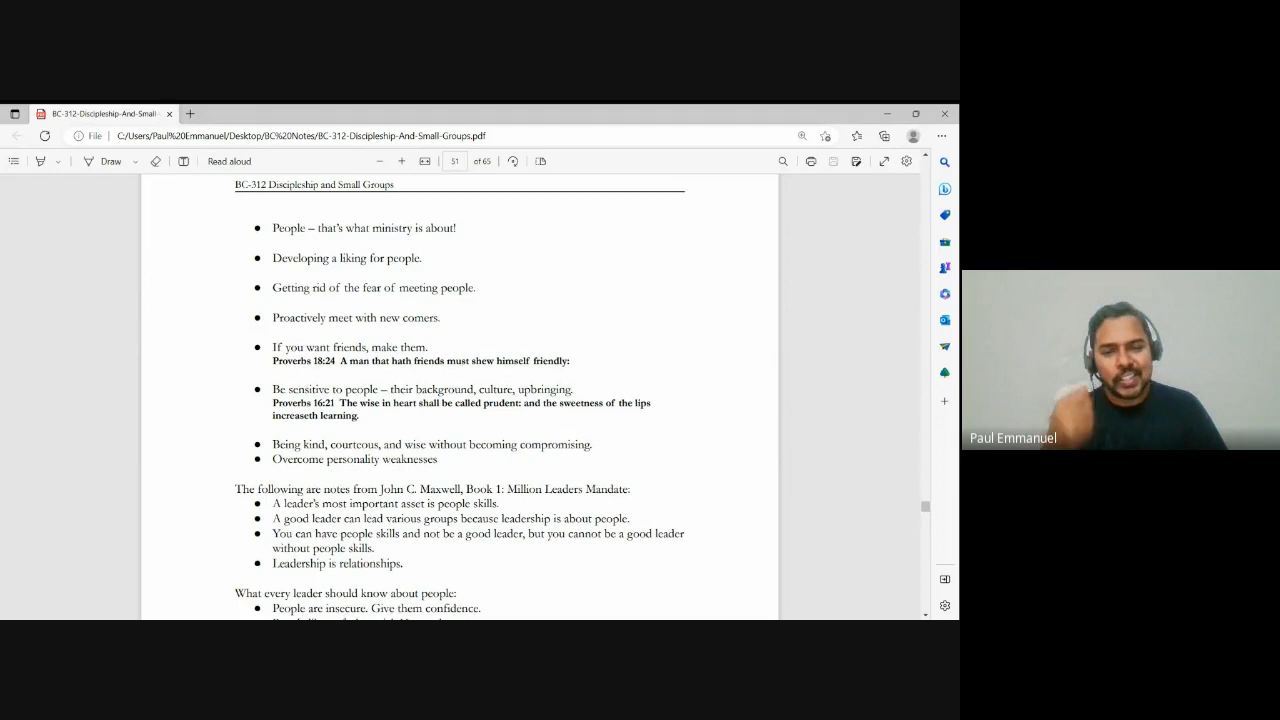 BC-312-Discipleship-And-Small-
File
C:/Users/Paul%20Emmanuel/Desktop/BC%20Notes/BC-312-Discipleship-And-Small-Groups.pdf
Draw
Read aloud
51 of 65
BC-312 Discipleship and Small Groups
● People – that's what ministry is about!
● Developing a liking for people.
● Getting rid of the fear of meeting people.
● Proactively meet with new comers.
● If you want friends, make them.
Proverbs 18:24 A man that hath friends must shew himself friendly:
● Be sensitive to people – their background, culture, upbringing.
Proverbs 16:21 The wise in heart shall be called prudent: and the sweetness of the lips
increaseth learning.
● Being kind, courteous, and wise without becoming compromising.
● Overcome personality weaknesses
The following are notes from John C. Maxwell, Book 1: Million Leaders Mandate:
● A leader's most important asset is people skills.
● A good leader can lead various groups because leadership is about people.
● You can have people skills and not be a good leader, but you cannot be a good leader
without people skills.
● Leadership is relationships.
What every leader should know about people:
● People are insecure. Give them confidence.
Paul Emmanuel